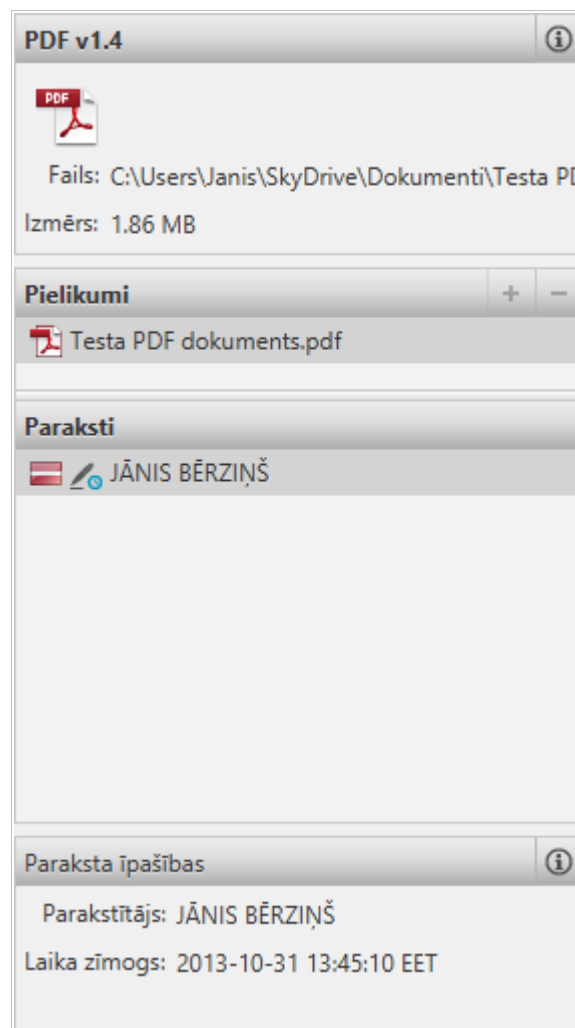 PDF v1.4
PDF
Fails: C:\Users\Janis\SkyDrive\Dokumenti\Testa
Izmērs: 1.86 MB
Pielikumi + −
Testa PDF dokuments.pdf
Paraksti
JĀNIS BĒRZIŅŠ
Paraksta īpašības
Parakstītājs: JĀNIS BĒRZIŅŠ
Laika zīmogs: 2013-10-31 13:45:10 EET